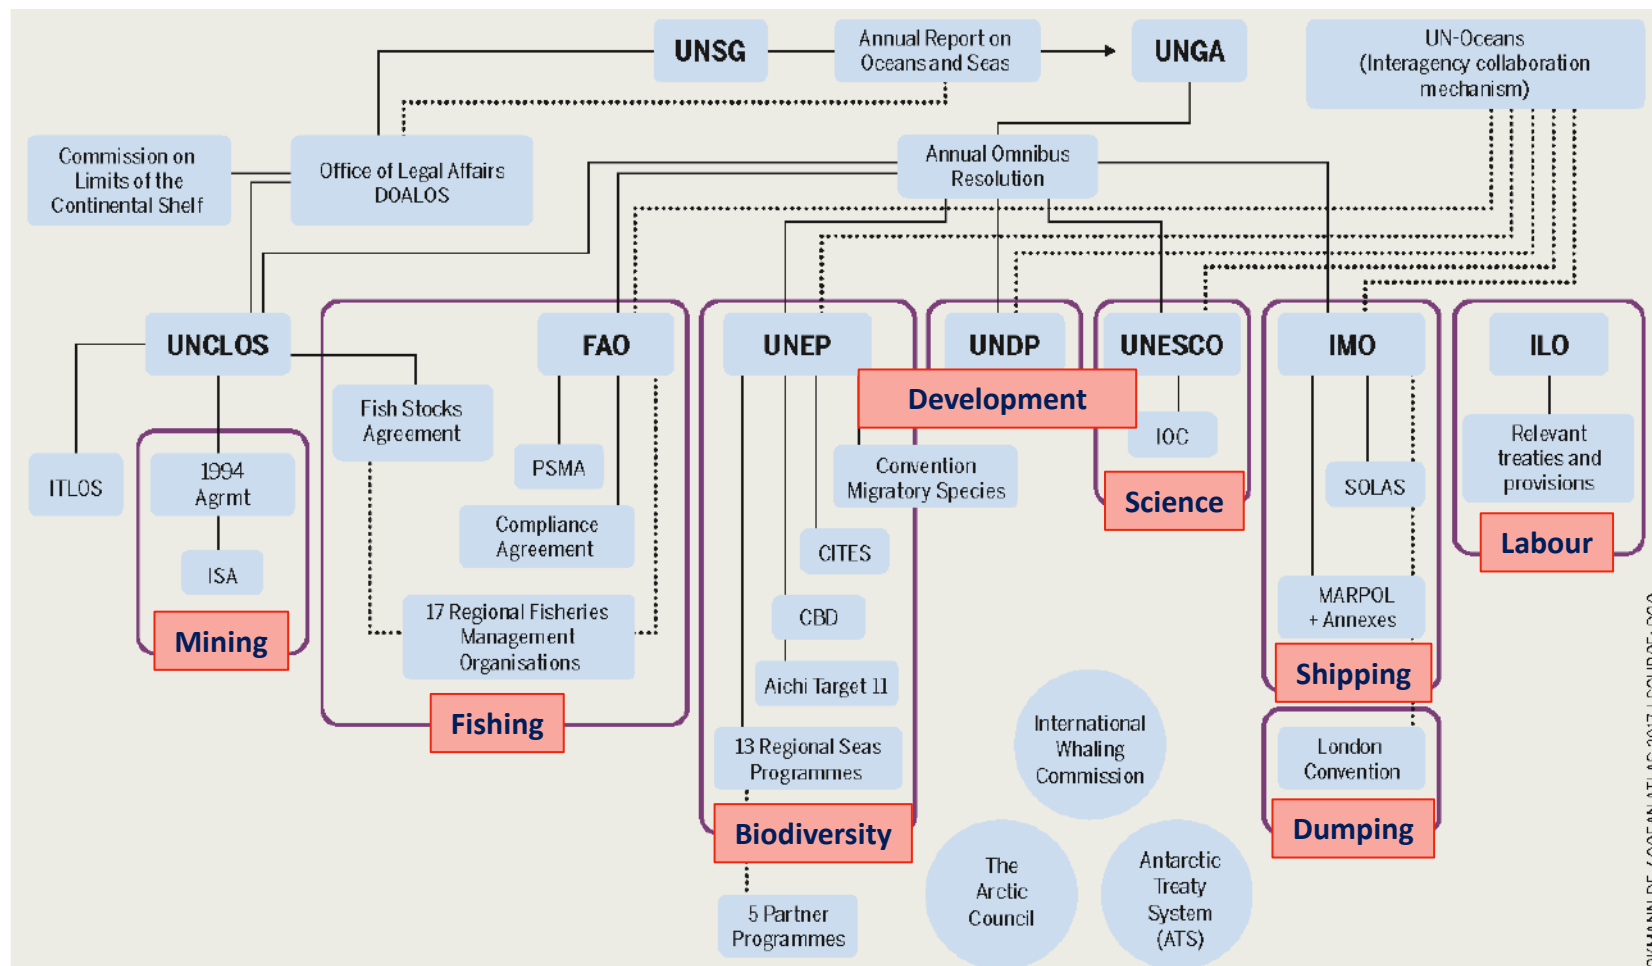 UNSG
Annual Report on
Oceans and Seas
UNGA
UN-Oceans
(Interagency collaboration
mechanism)
Commission on
Limits of the
Continental Shelf
Office of Legal Affairs
DOALOS
Annual Omnibus
Resolution
UNCLOS
FAO
UNEP
UNDP
UNESCO
IMO
ILO
Development
Fish Stocks
Agreement
ITLOS
1994
Agrmt
ISA
Mining
PSMA
Compliance
Agreement
17 Regional Fisheries
Management
Organisations
Fishing
Convention
Migratory Species
CITES
CBD
Aichi Target 11
13 Regional Seas
Programmes
Biodiversity
5 Partner
Programmes
IOC
Science
SOLAS
MARPOL
+ Annexes
Shipping
London
Convention
Dumping
Relevant
treaties and
provisions
Labour
International
Whaling
Commission
The
Arctic
Council
Antarctic
Treaty
System
(ATS)
OCEAN ATLAS 2017 | SOURCE: